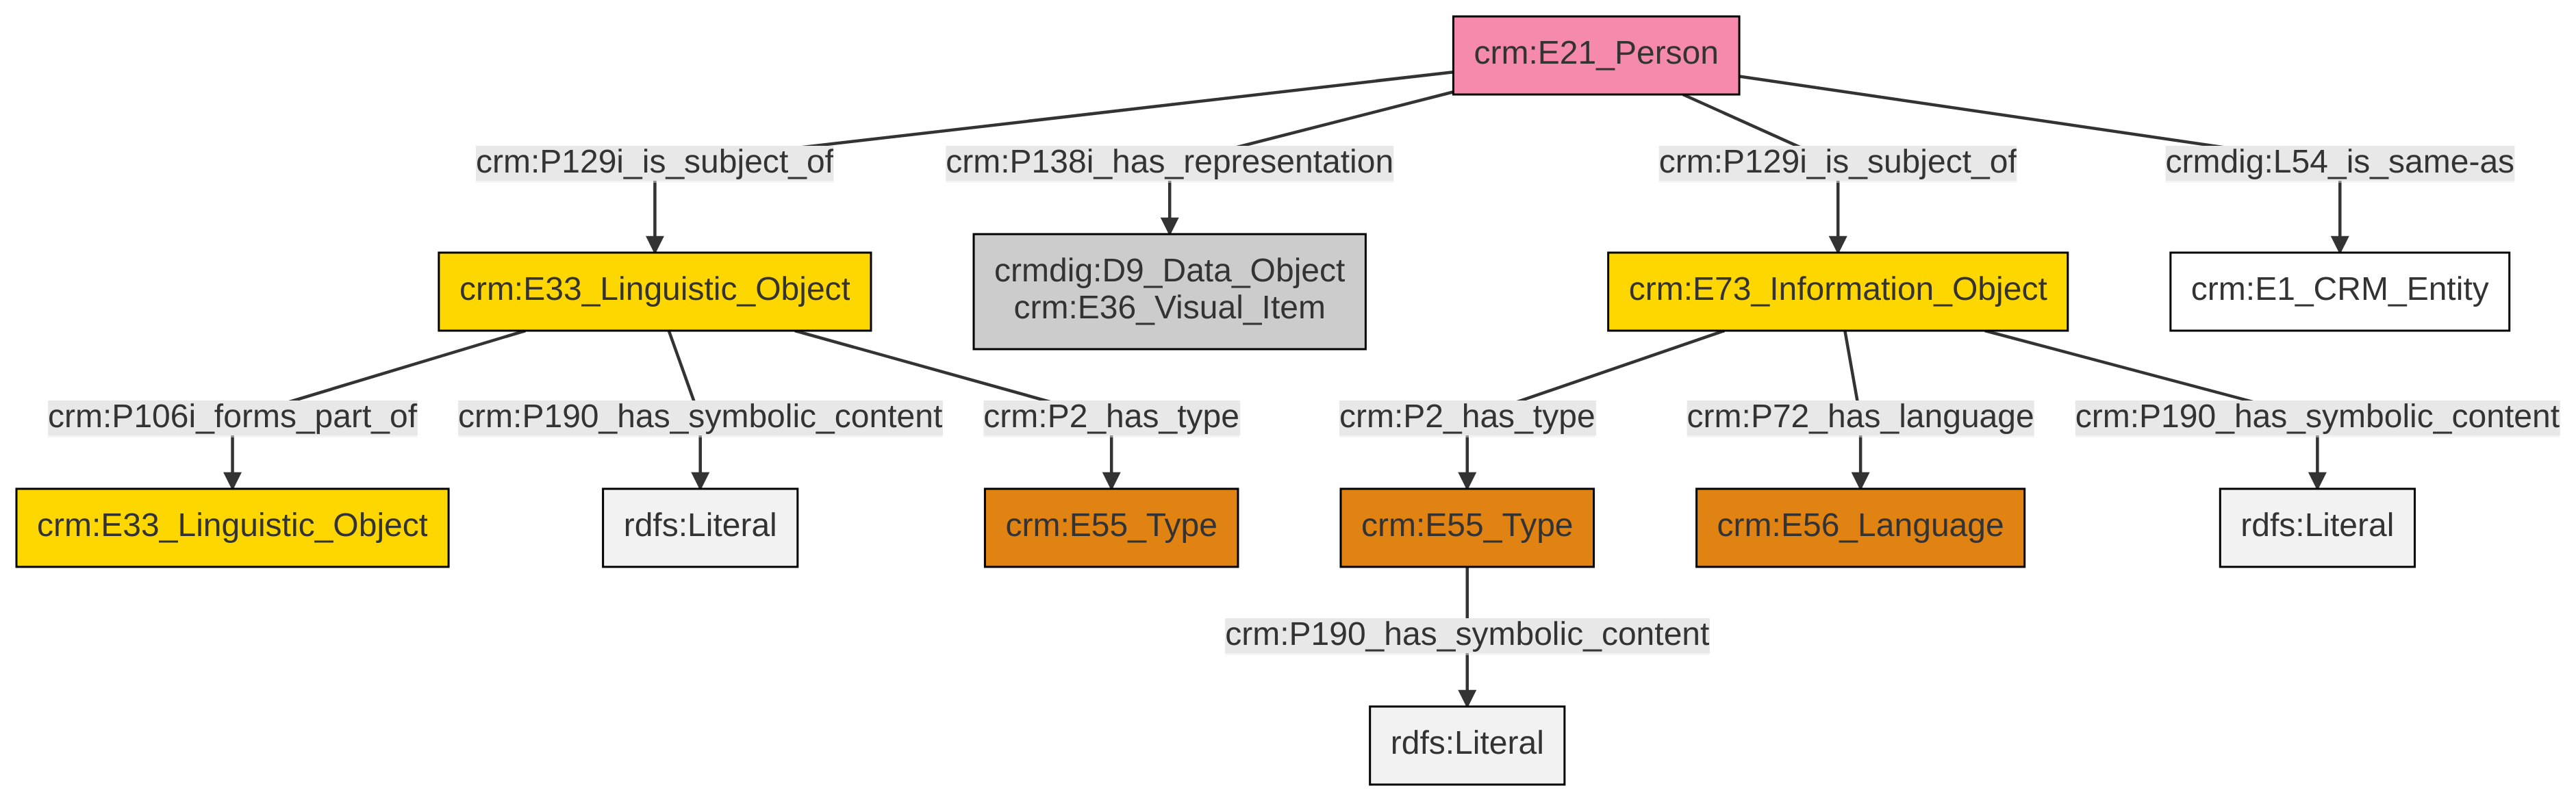 crm:E21_Person
crm:P129i_is_subject_of
crm:P138i_has_representation
crm:P129i_is_subject_of
crmdig:L54_is_same-as
crm:E33_Linguistic_Object
crmdig:D9_Data_Object
crm:E36_Visual_Item
crm:E73_Information_Object
crm:E1_CRM_Entity
crm:P106i_forms_part_of
crm:P190_has_symbolic_content
crm:P2_has_type
crm:P2_has_type
crm:P72_has_language
crm:P190_has_symbolic_content
crm:E33_Linguistic_Object
rdfs:Literal
crm:E55_Type
crm:E55_Type
crm:E56_Language
rdfs:Literal
crm:P190_has_symbolic_content
rdfs:Literal